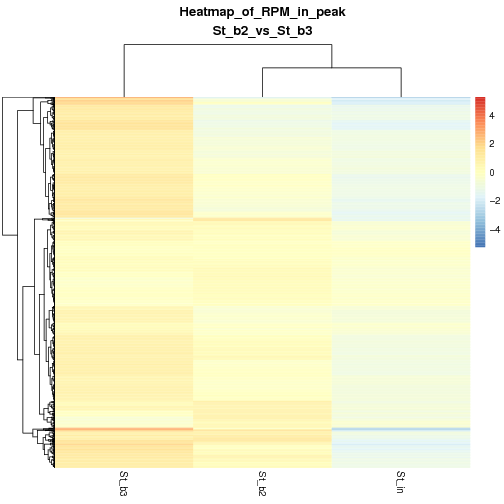 Heatmap_of_RPM_in_peak
St_b2_vs_St_b3
4
2
0
−2
−4
St_b3
St_b2
St_in